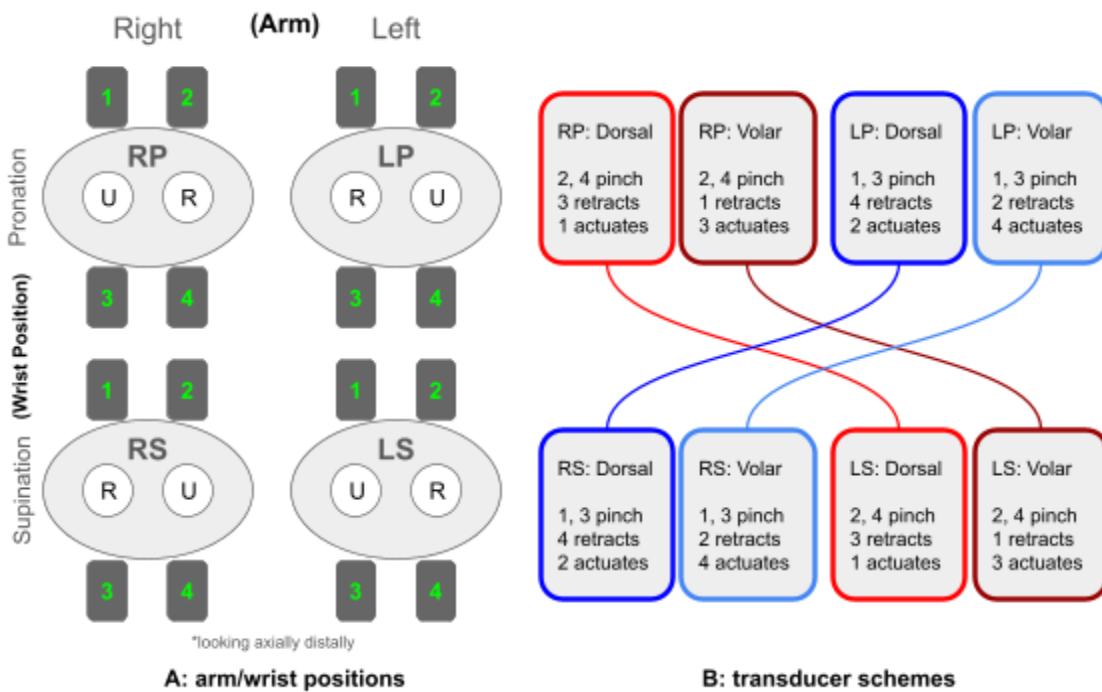 Right (Arm) Left
1 2 1 2
RP LP
U R R U
3 4 3 4
Pronation
(Wrist Position)
1 2 1 2
RS LS
R U U R
3 4 3 4
Supination
*looking axially distally
A: arm/wrist positions
RP: Dorsal
2, 4 pinch
3 retracts
1 actuates
RP: Volar
2, 4 pinch
1 retracts
3 actuates
LP: Dorsal
1, 3 pinch
4 retracts
2 actuates
LP: Volar
1, 3 pinch
2 retracts
4 actuates
RS: Dorsal
1, 3 pinch
4 retracts
2 actuates
RS: Volar
1, 3 pinch
2 retracts
4 actuates
LS: Dorsal
2, 4 pinch
3 retracts
1 actuates
LS: Volar
2, 4 pinch
1 retracts
3 actuates
B: transducer schemes